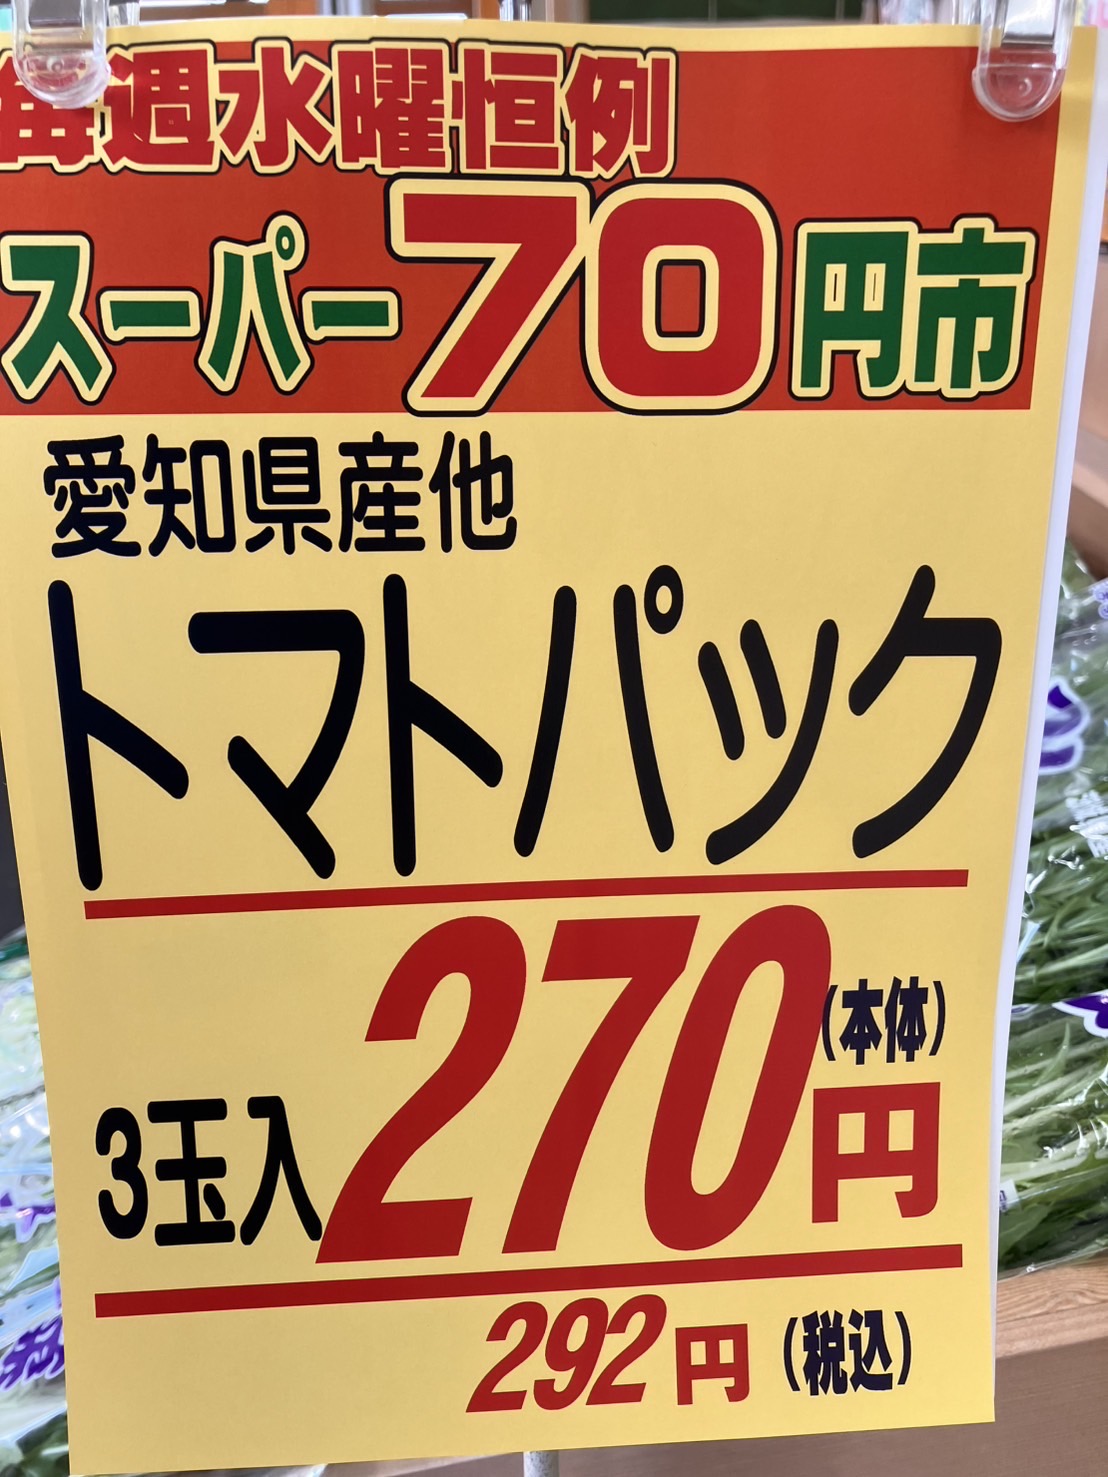 毎週水曜恒例
スーパー70円市
愛知県産他
トマトパック
3玉入 270円 (本体)
292円 (税込)